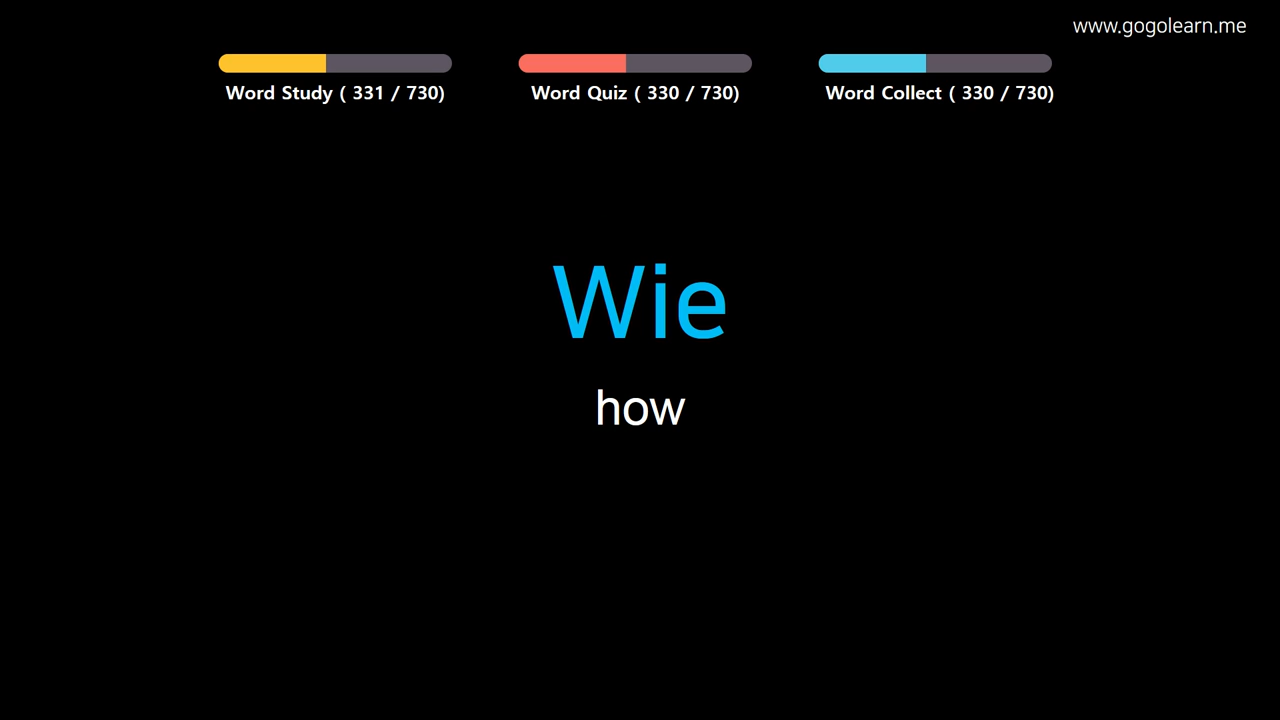 www.gogolearn.me
Word Study ( 331 / 730)
Word Quiz ( 330 / 730)
Word Collect ( 330 / 730)
Wie
how